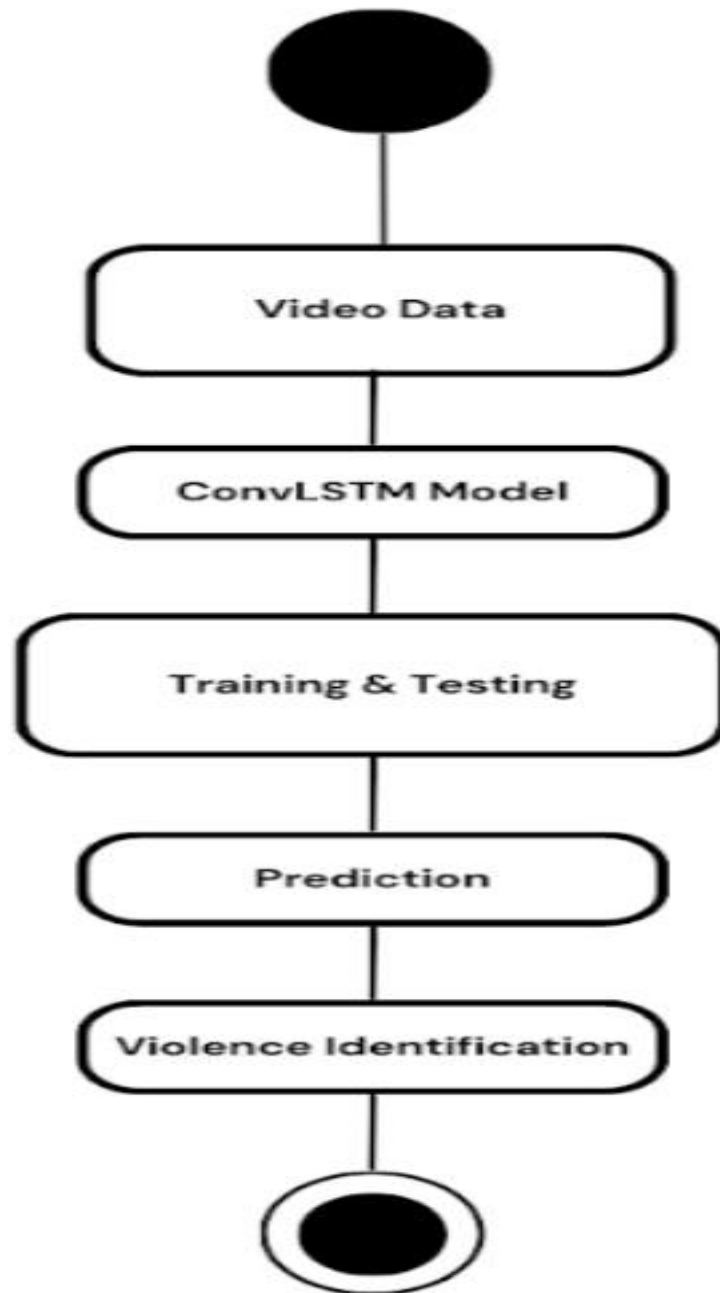 Video Data
ConvLSTM Model
Training & Testing
Prediction
Violence Identification